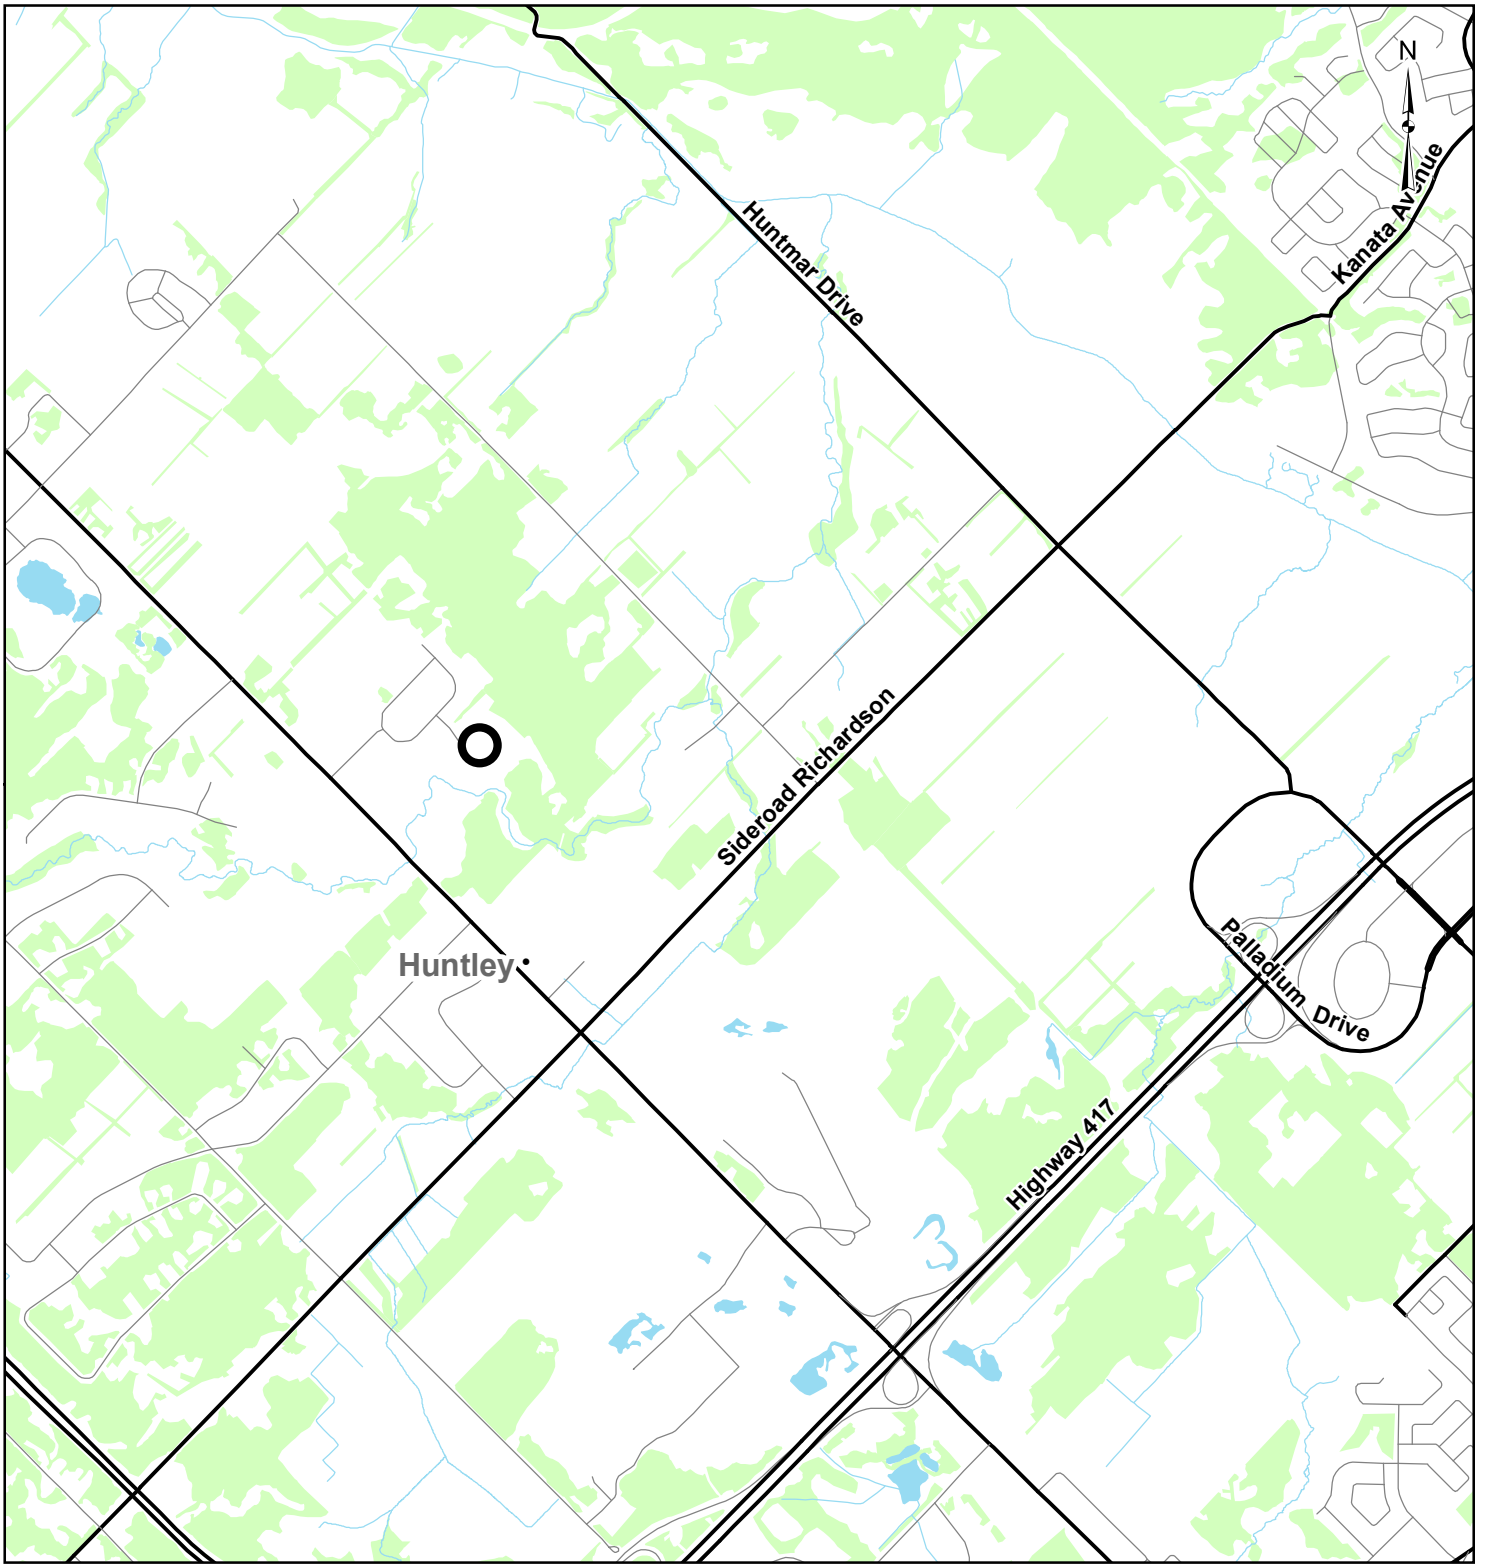 N
Kanata Avenue
Huntmar Drive
Sideroad Richardson
Palladium Drive
Huntley
Highway 417